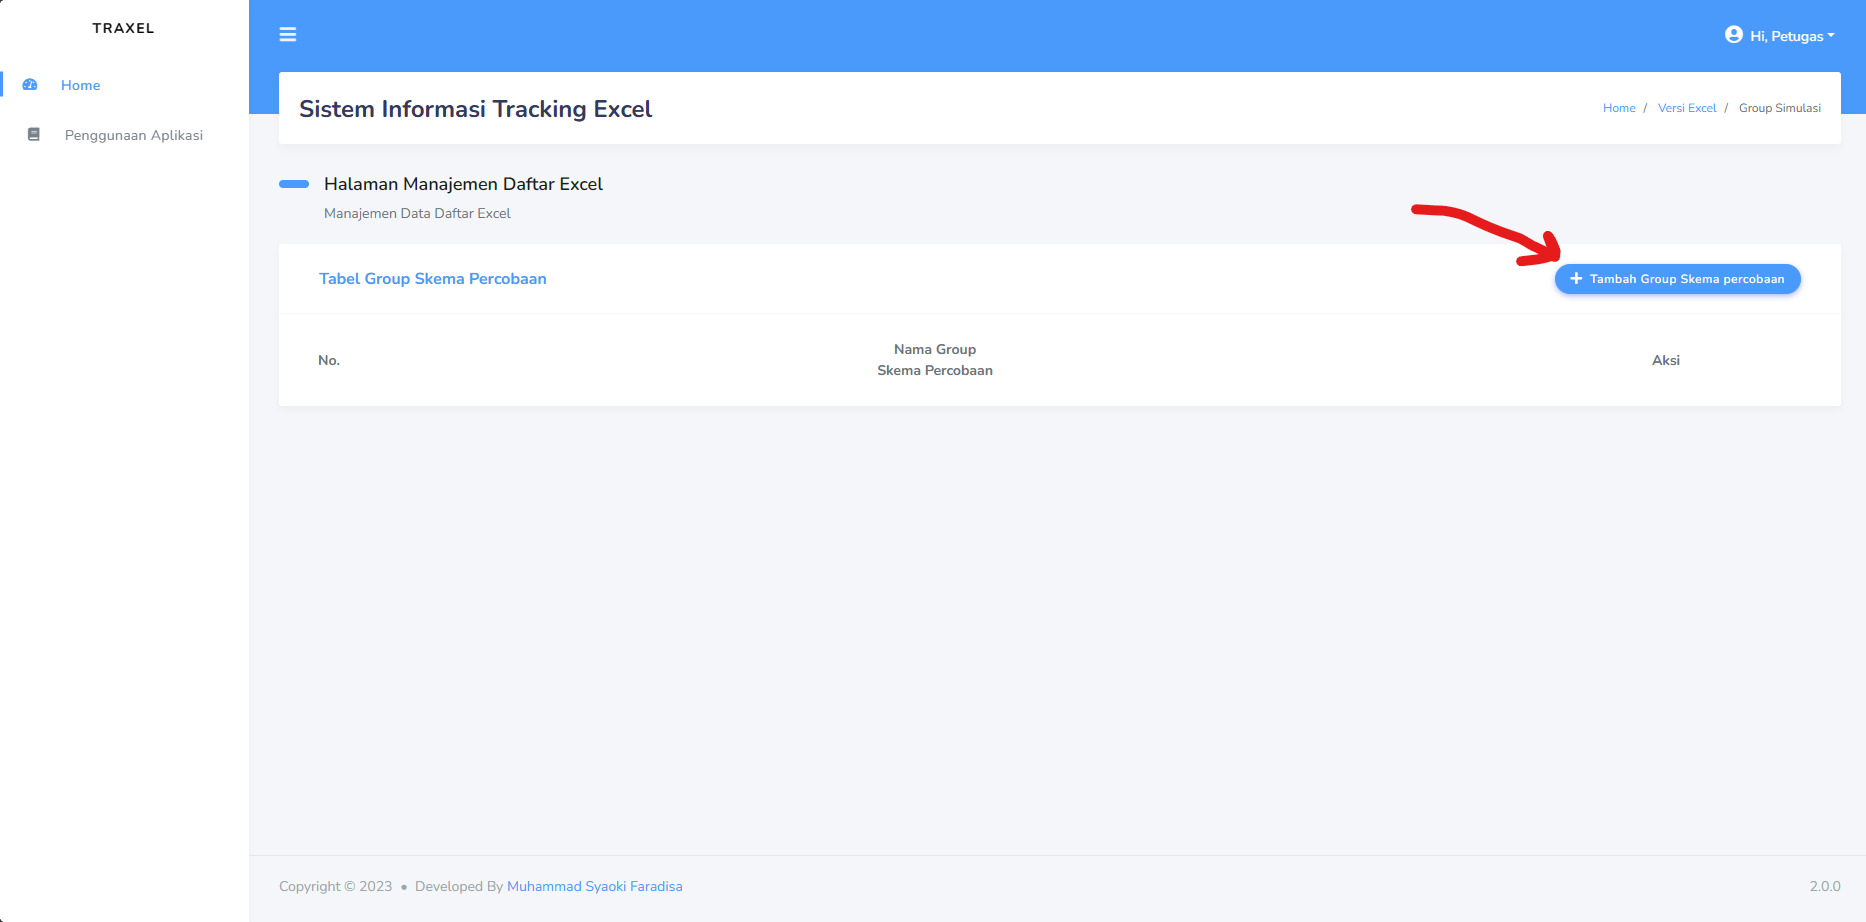 TRAXEL
Home
Penggunaan Aplikasi
Hi, Petugas
Sistem Informasi Tracking Excel
Home / Versi Excel / Group Simulasi
Halaman Manajemen Daftar Excel
Manajemen Data Daftar Excel
Tabel Group Skema Percobaan
Tambah Group Skema percobaan
No.
Nama Group
Skema Percobaan
Aksi
Copyright © 2023 • Developed By Muhammad Syaoki Faradisa
2.0.0